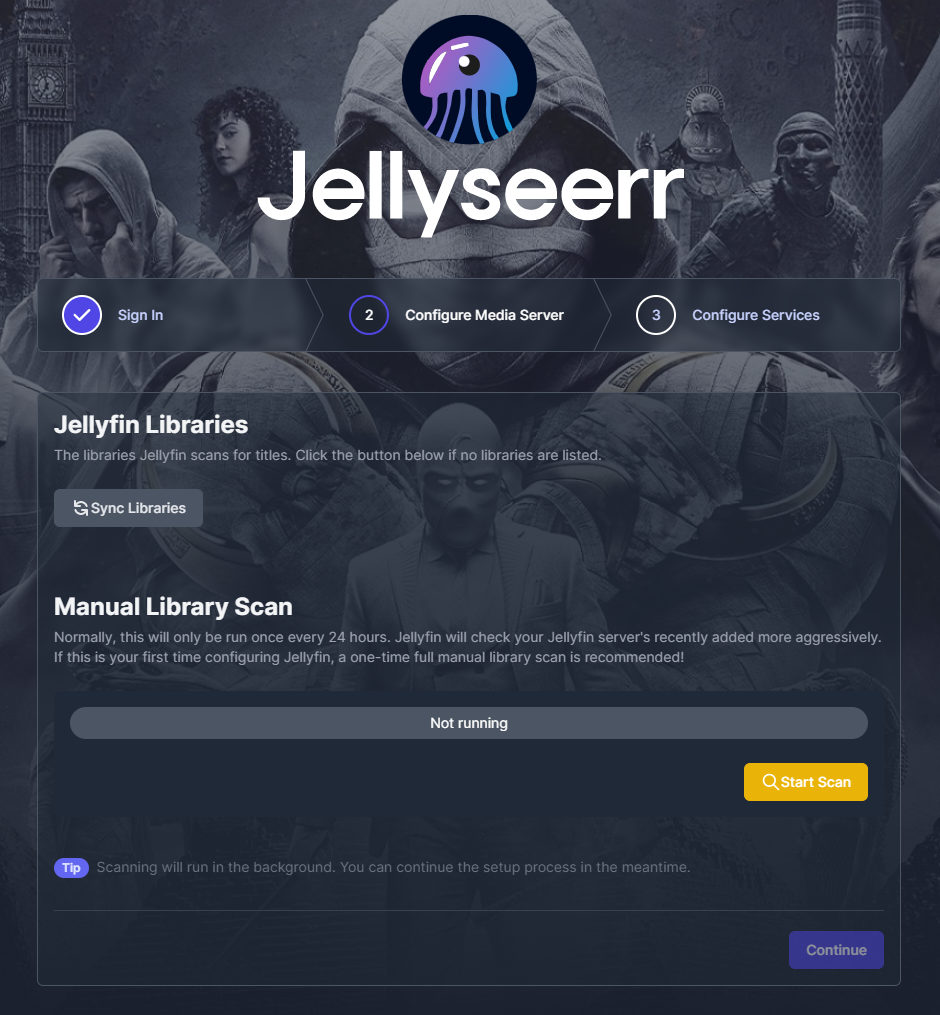 Jellyseerr
Sign In
2
Configure Media Server
3
Configure Services
Jellyfin Libraries
The libraries Jellyfin scans for titles. Click the button below if no libraries are listed.
Sync Libraries
Manual Library Scan
Normally, this will only be run once every 24 hours. Jellyfin will check your Jellyfin server's recently added more aggressively.
If this is your first time configuring Jellyfin, a one-time full manual library scan is recommended!
Not running
Start Scan
Tip
Scanning will run in the background. You can continue the setup process in the meantime.
Continue